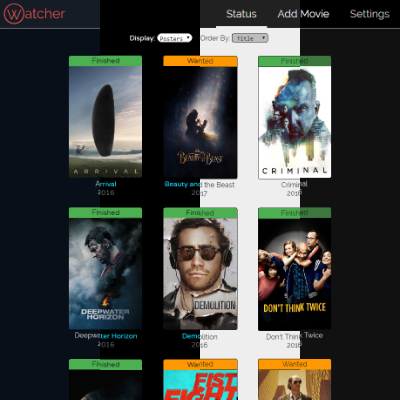 Watcher Status Add Movie Settings
Display: Posters Order By: Title
Finished Wanted Finished
ARRIVAL BEAUTY AND THE BEAST CRIMINAL
Arrival Beauty and the Beast Criminal
2016 2017 2016
Finished Finished Finished
DEEPWATER HORIZON DEMOLITION DON'T THINK TWICE
Deepwater Horizon Demolition Don't Think Twice
2016 2016 2016
Finished Wanted Wanted
FIST FIGHT